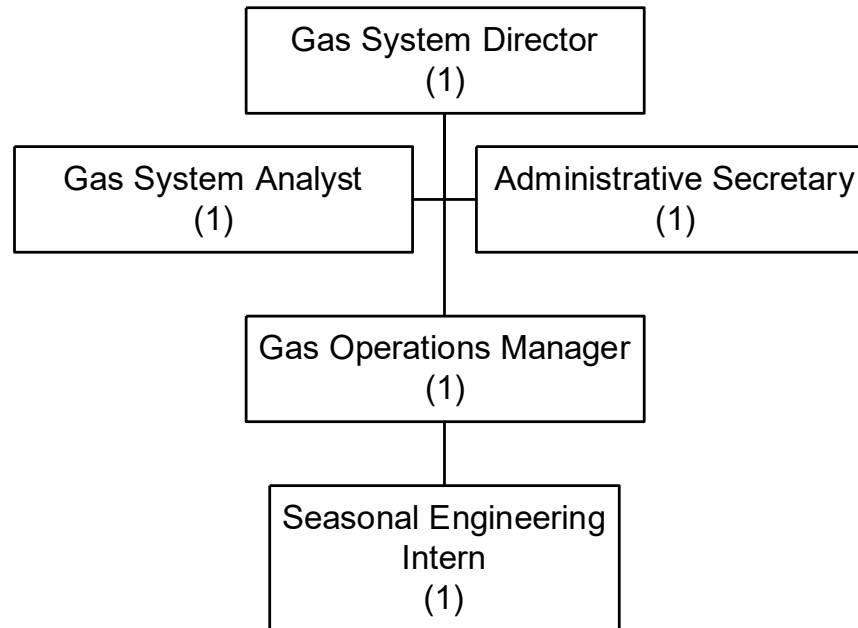 Gas System Director
(1)
Gas System Analyst
(1)
Administrative Secretary
(1)
Gas Operations Manager
(1)
Seasonal Engineering
Intern
(1)